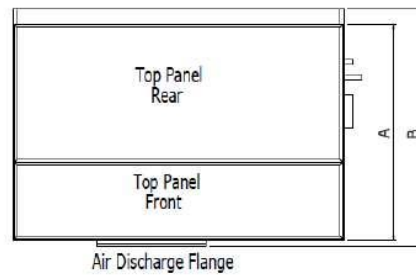 Top Panel
Rear
A
B
Top Panel
Front
Air Discharge Flange